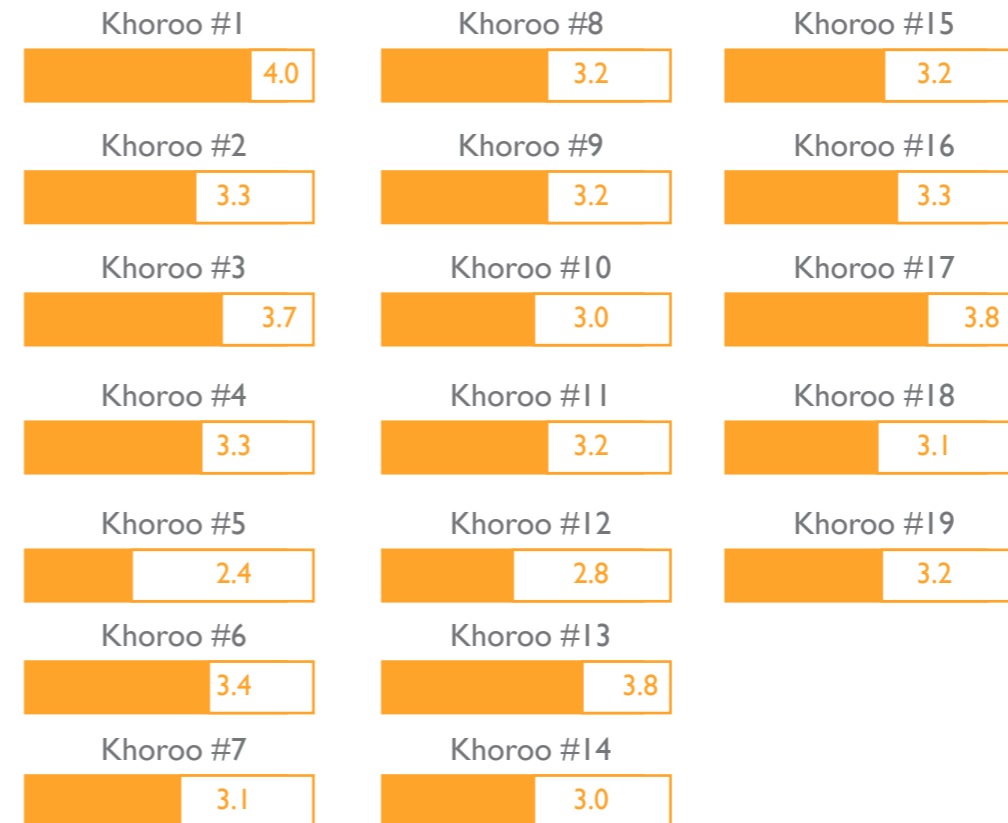 Khoroo #1
4.0
Khoroo #2
3.3
Khoroo #3
3.7
Khoroo #4
3.3
Khoroo #5
2.4
Khoroo #6
3.4
Khoroo #7
3.1
Khoroo #8
3.2
Khoroo #9
3.2
Khoroo #10
3.0
Khoroo #11
3.2
Khoroo #12
2.8
Khoroo #13
3.8
Khoroo #14
3.0
Khoroo #15
3.2
Khoroo #16
3.3
Khoroo #17
3.8
Khoroo #18
3.1
Khoroo #19
3.2